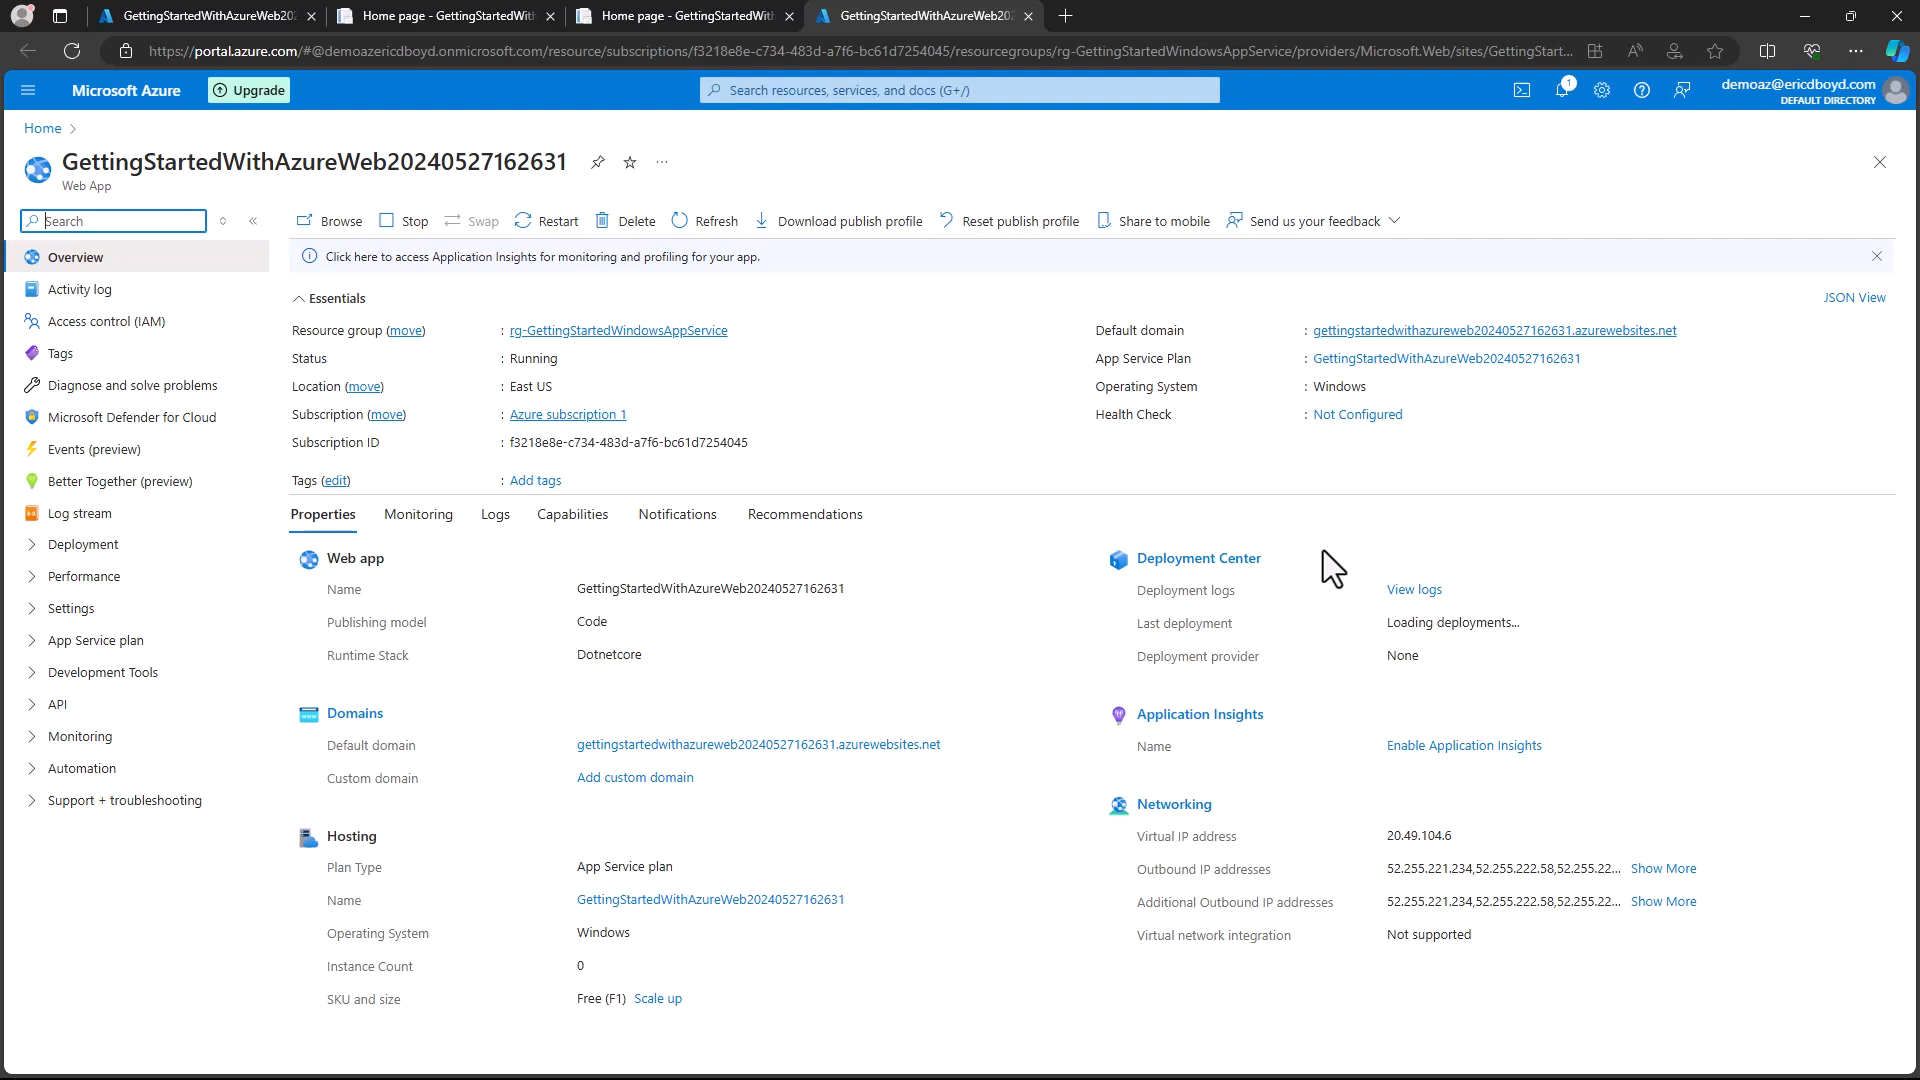 GettingStartedWithAzureWeb202
Home page - GettingStartedWith
Home page - GettingStartedWith
GettingStartedWithAzureWeb202
https://portal.azure.com/#@demoazericdboyd.onmicrosoft.com/resource/subscriptions/f3218e8e-c734-483d-a7f6-bc61d7254045/resourcegroups/rg-GettingStartedWindowsAppService/providers/Microsoft.Web/sites/GettingStart...
Microsoft Azure
Upgrade
Search resources, services, and docs (G+/)
1
demoaz@ericdboyd.com
DEFAULT DIRECTORY
Home
GettingStartedWithAzureWeb20240527162631
Web App
Search
Browse
Stop
Swap
Restart
Delete
Refresh
Download publish profile
Reset publish profile
Share to mobile
Send us your feedback
Overview
Activity log
Access control (IAM)
Tags
Diagnose and solve problems
Microsoft Defender for Cloud
Events (preview)
Better Together (preview)
Log stream
Deployment
Performance
Settings
App Service plan
Development Tools
API
Monitoring
Automation
Support + troubleshooting
Click here to access Application Insights for monitoring and profiling for your app.
Essentials
JSON View
Resource group (move) : rg-GettingStartedWindowsAppService
Status : Running
Location (move) : East US
Subscription (move) : Azure subscription 1
Subscription ID : f3218e8e-c734-483d-a7f6-bc61d7254045
Tags (edit) : Add tags
Default domain : gettingstartedwithazureweb20240527162631.azurewebsites.net
App Service Plan : GettingStartedWithAzureWeb20240527162631
Operating System : Windows
Health Check : Not Configured
Properties
Monitoring
Logs
Capabilities
Notifications
Recommendations
Web app
Name GettingStartedWithAzureWeb20240527162631
Publishing model Code
Runtime Stack Dotnetcore
Domains
Default domain gettingstartedwithazureweb20240527162631.azurewebsites.net
Custom domain Add custom domain
Hosting
Plan Type App Service plan
Name GettingStartedWithAzureWeb20240527162631
Operating System Windows
Instance Count 0
SKU and size Free (F1) Scale up
Deployment Center
Deployment logs View logs
Last deployment Loading deployments...
Deployment provider None
Application Insights
Name Enable Application Insights
Networking
Virtual IP address 20.49.104.6
Outbound IP addresses 52.255.221.234,52.255.222.58,52.255.22... Show More
Additional Outbound IP addresses 52.255.221.234,52.255.222.58,52.255.22... Show More
Virtual network integration Not supported